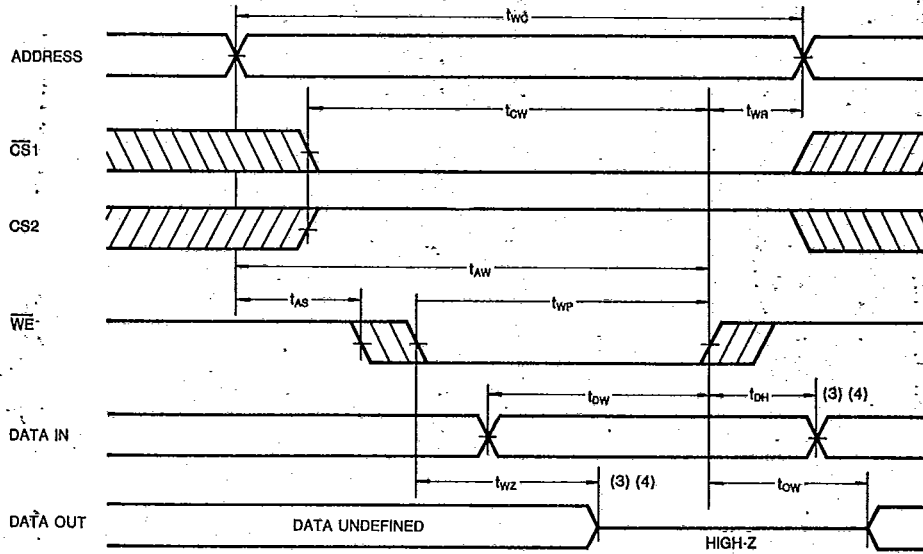 tWC
ADDRESS
tCW
tWR
CS1
CS2
tAW
tAS
tWP
WE
tDW
tDH
(3) (4)
DATA IN
tWZ
(3) (4)
tOW
DATA OUT
DATA UNDEFINED
HIGH-Z